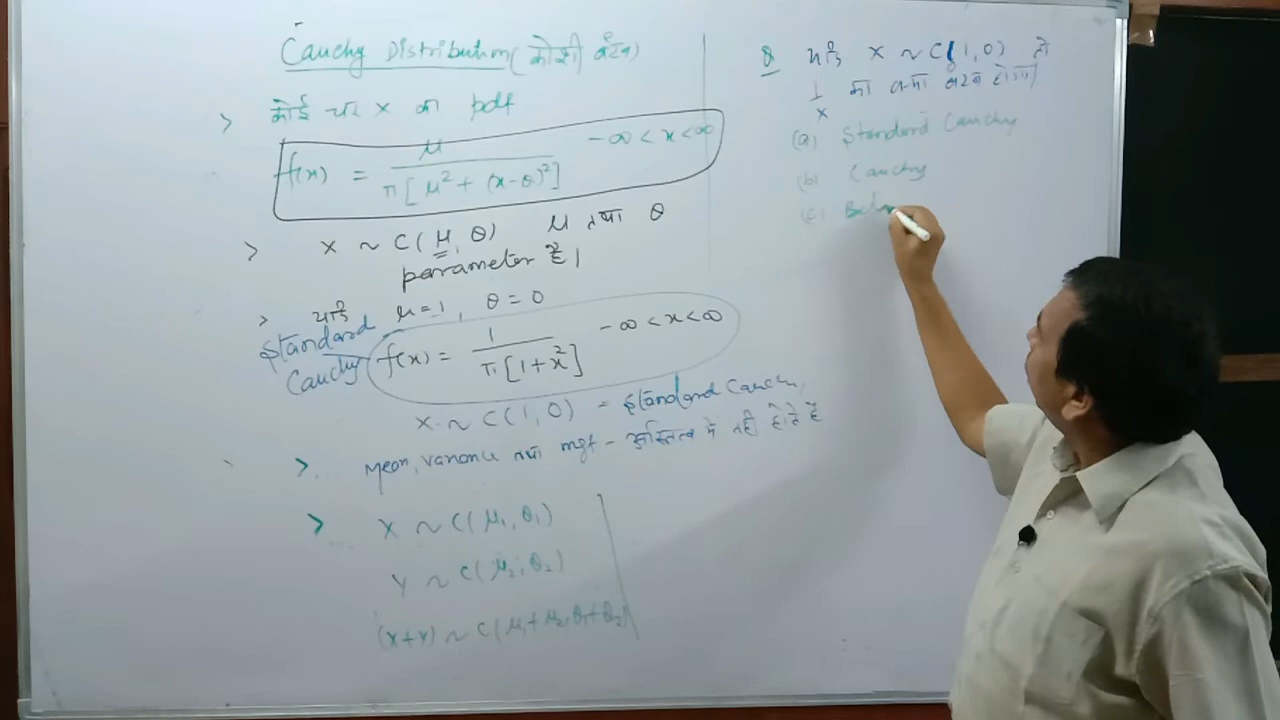 Cauchy Distribution (कोशी बंटन)
> कोई चर X का pdf
f(x) = μ / π[μ² + (x-θ)²] -∞ < x < ∞
> X ~ C(μ, θ) μ तथा θ
parameter है।
> यदि μ=1, θ=0
Standard Cauchy f(x) = 1 / π[1+x²] -∞ < x < ∞
X ~ C(1, 0) = Standard Cauchy
> Mean, Variance तथा mgf - अस्तित्व में नहीं होते हैं
> X ~ C(μ₁, θ₁)
Y ~ C(μ₂, θ₂)
(X+Y) ~ C(μ₁+μ₂, θ₁+θ₂)
Q यदि X ~ C(1, 0) तो
1/X का क्या बंटन होगा
(a) Standard Cauchy
(b) Cauchy
(c)